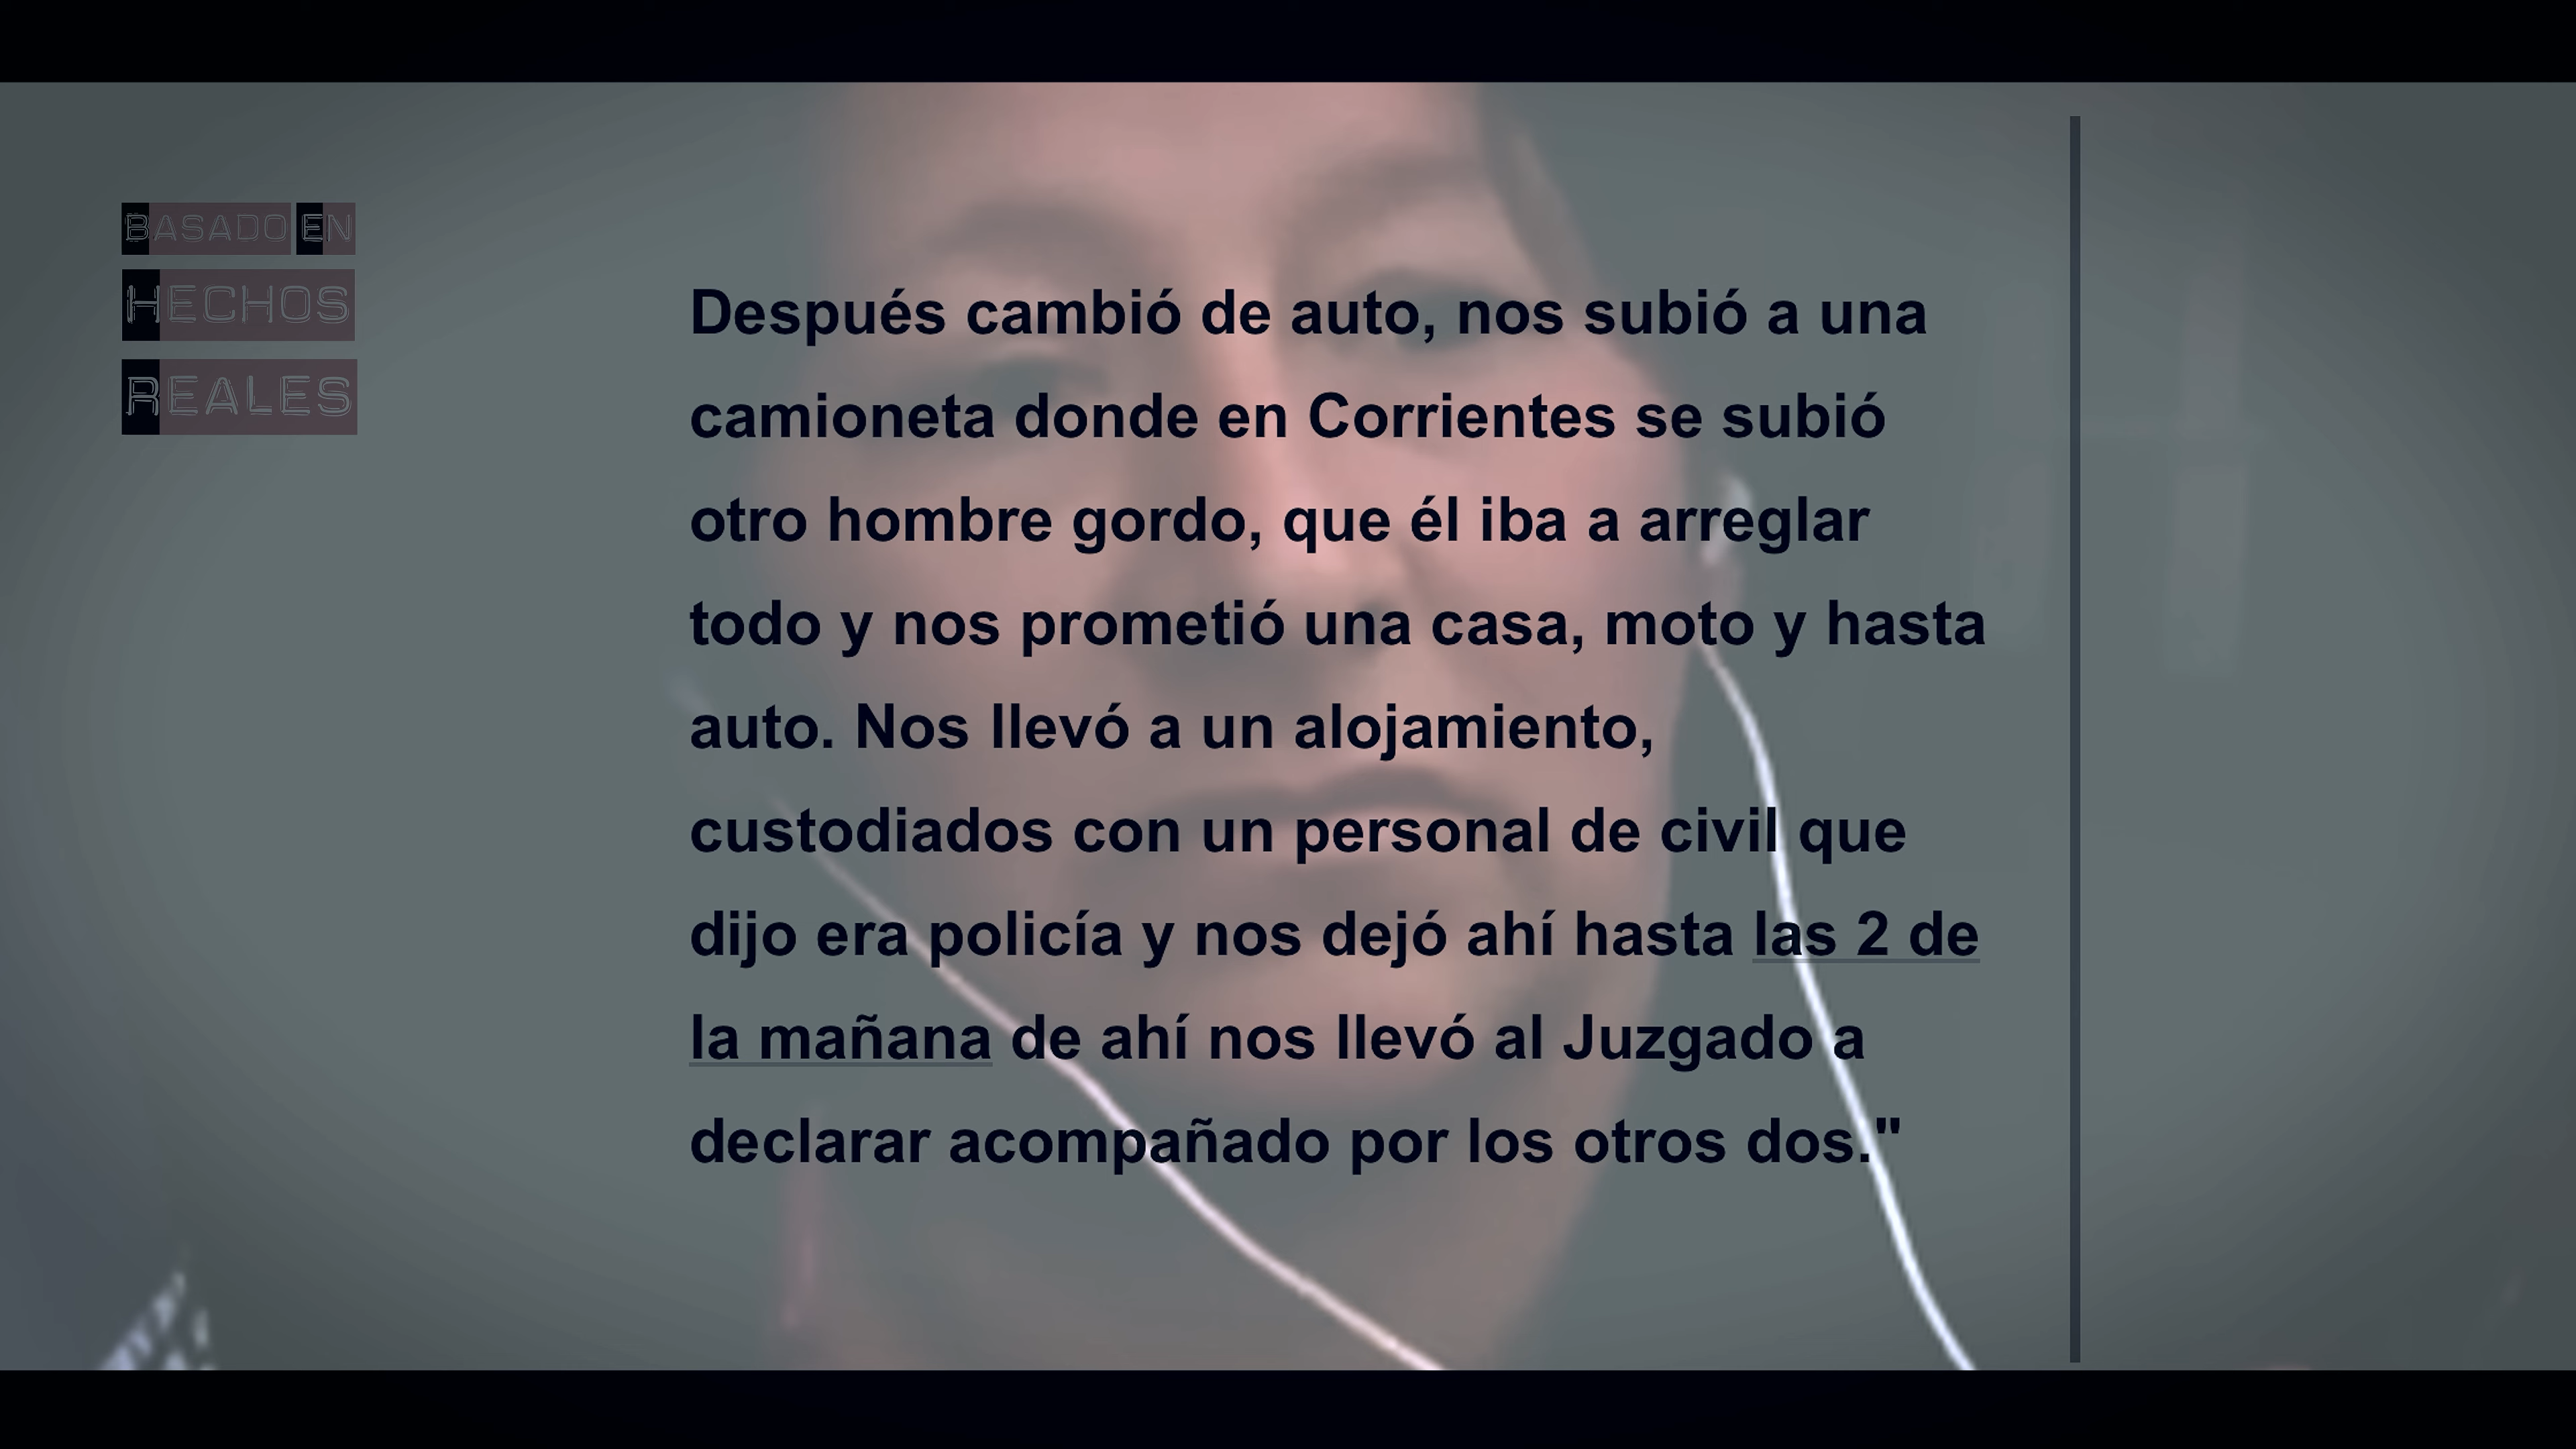 BASADO EN
HECHOS
REALES
Después cambió de auto, nos subió a una
camioneta donde en Corrientes se subió
otro hombre gordo, que él iba a arreglar
todo y nos prometió una casa, moto y hasta
auto. Nos llevó a un alojamiento,
custodiados con un personal de civil que
dijo era policía y nos dejó ahí hasta las 2 de
la mañana de ahí nos llevó al Juzgado a
declarar acompañado por los otros dos."